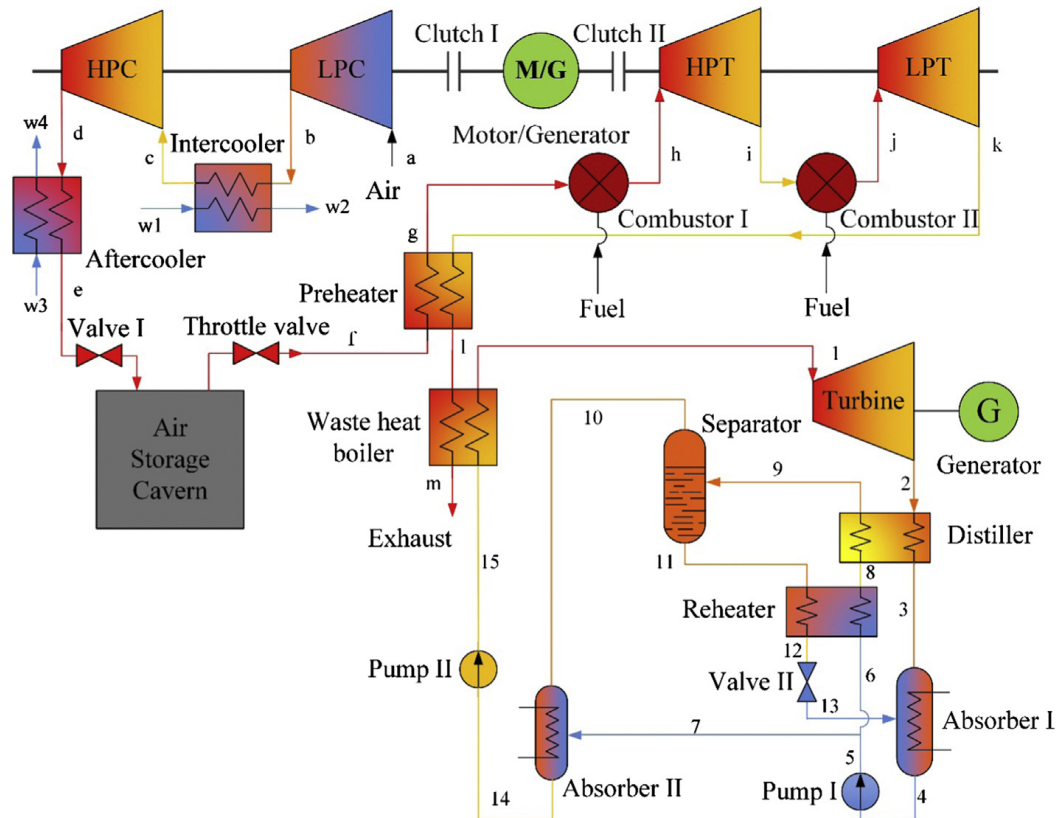 Clutch I
Clutch II
HPC
LPC
M/G
HPT
LPT
w4
d
c
Intercooler
b
a
Air
Motor/Generator
h
i
j
k
w1
w2
Combustor I
Combustor II
Aftercooler
g
w3
e
Preheater
Fuel
Fuel
Valve I
Throttle valve
f
l
1
Air
Storage
Cavern
Waste heat
boiler
10
Separator
Turbine
G
Generator
m
9
2
Exhaust
15
Distiller
11
8
Reheater
3
12
6
Pump II
Valve II
13
Absorber I
7
5
14
Absorber II
Pump I
4